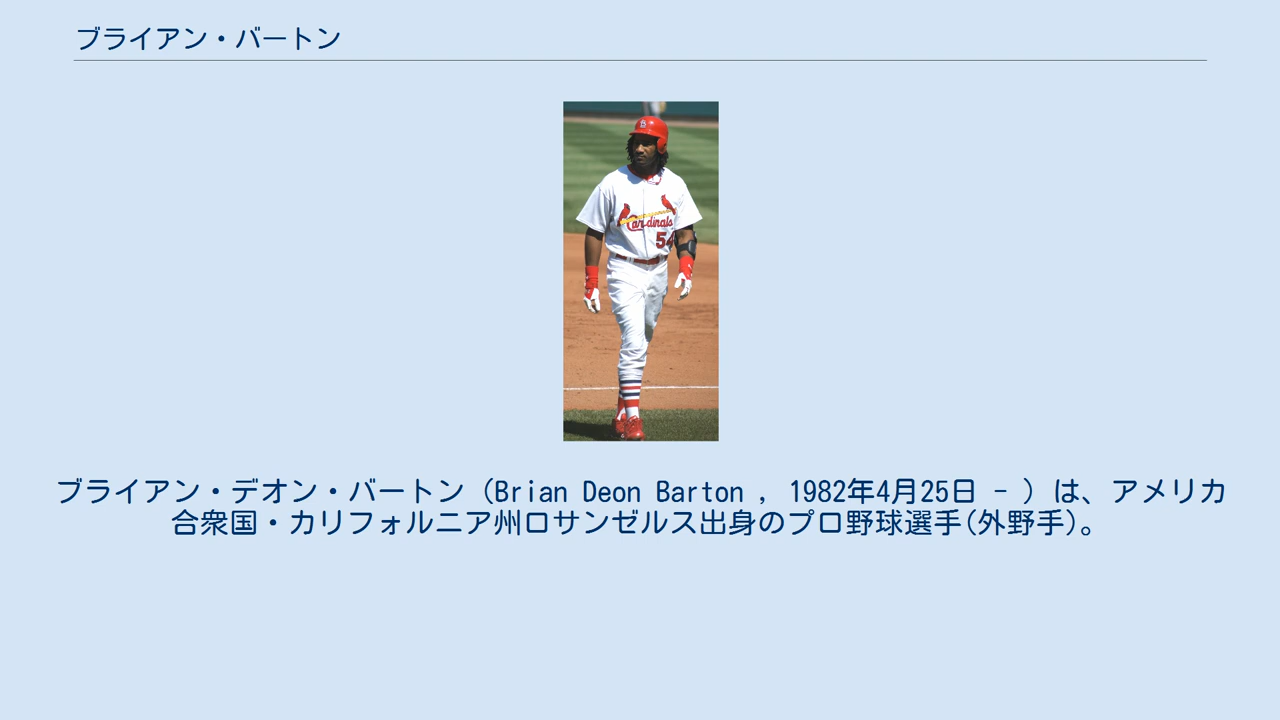 ブライアン・バートン
Cardinals
54
ブライアン・デオン・バートン（Brian Deon Barton , 1982年4月25日 - ）は、アメリカ
合衆国・カリフォルニア州ロサンゼルス出身のプロ野球選手(外野手)。